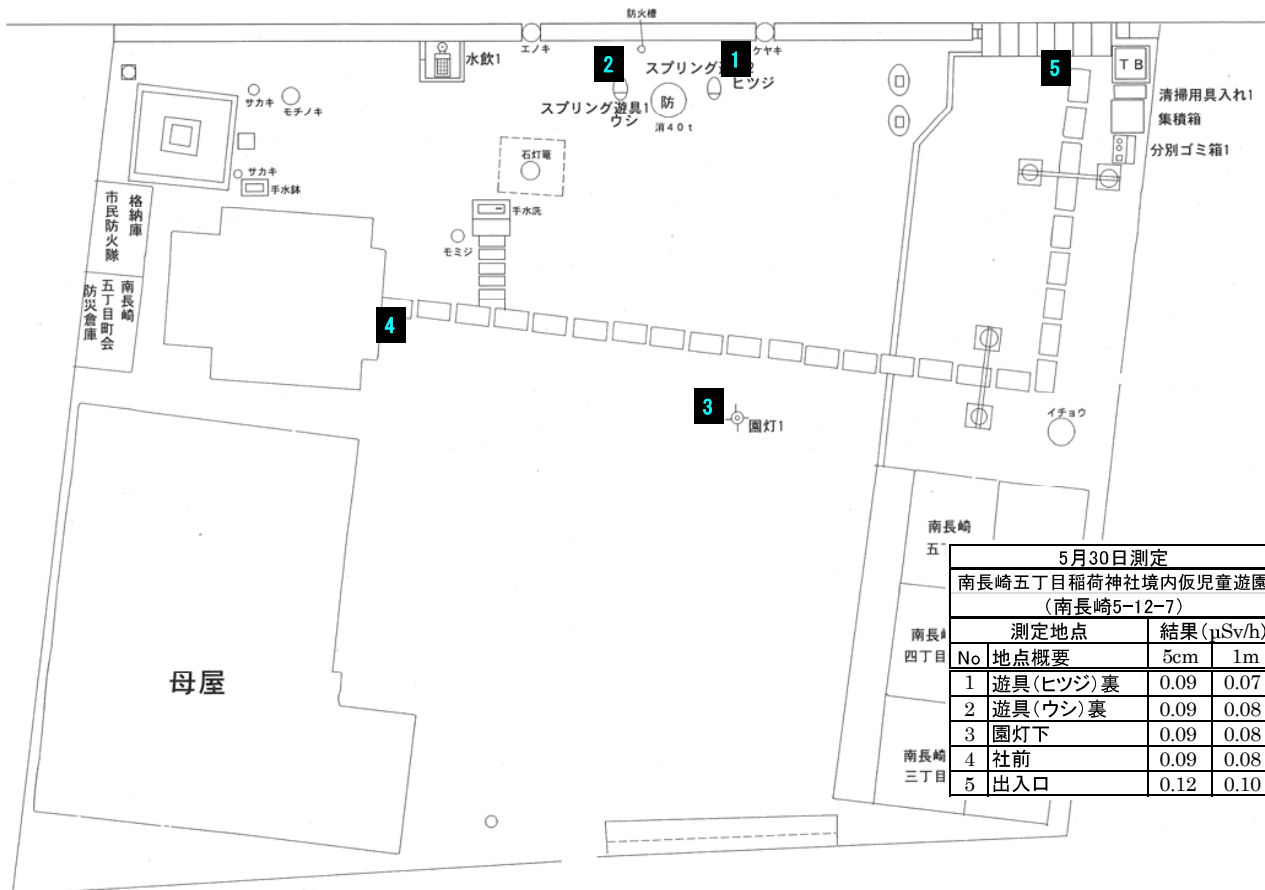 防火槽
エノキ
ケヤキ
水飲1
2
1
5
スプリング遊
ヒツジ
スプリング遊具1
ウシ
防
消40t
TB
清掃用具入れ1
集積箱
分別ゴミ箱1
サカキ
モチノキ
サカキ
手水鉢
石灯篭
手水洗
モミジ
格納庫
市民防火隊
南長崎
五丁目町会
防災倉庫
4
3
園灯1
イチョウ
母屋
南長崎
五丁
南長崎
四丁目
南長崎
三丁目
5月30日測定
南長崎五丁目稲荷神社境内仮児童遊園
(南長崎5-12-7)
測定地点 結果(μSv/h)
No 地点概要 5cm 1m
1 遊具(ヒツジ)裏 0.09 0.07
2 遊具(ウシ)裏 0.09 0.08
3 園灯下 0.09 0.08
4 社前 0.09 0.08
5 出入口 0.12 0.10